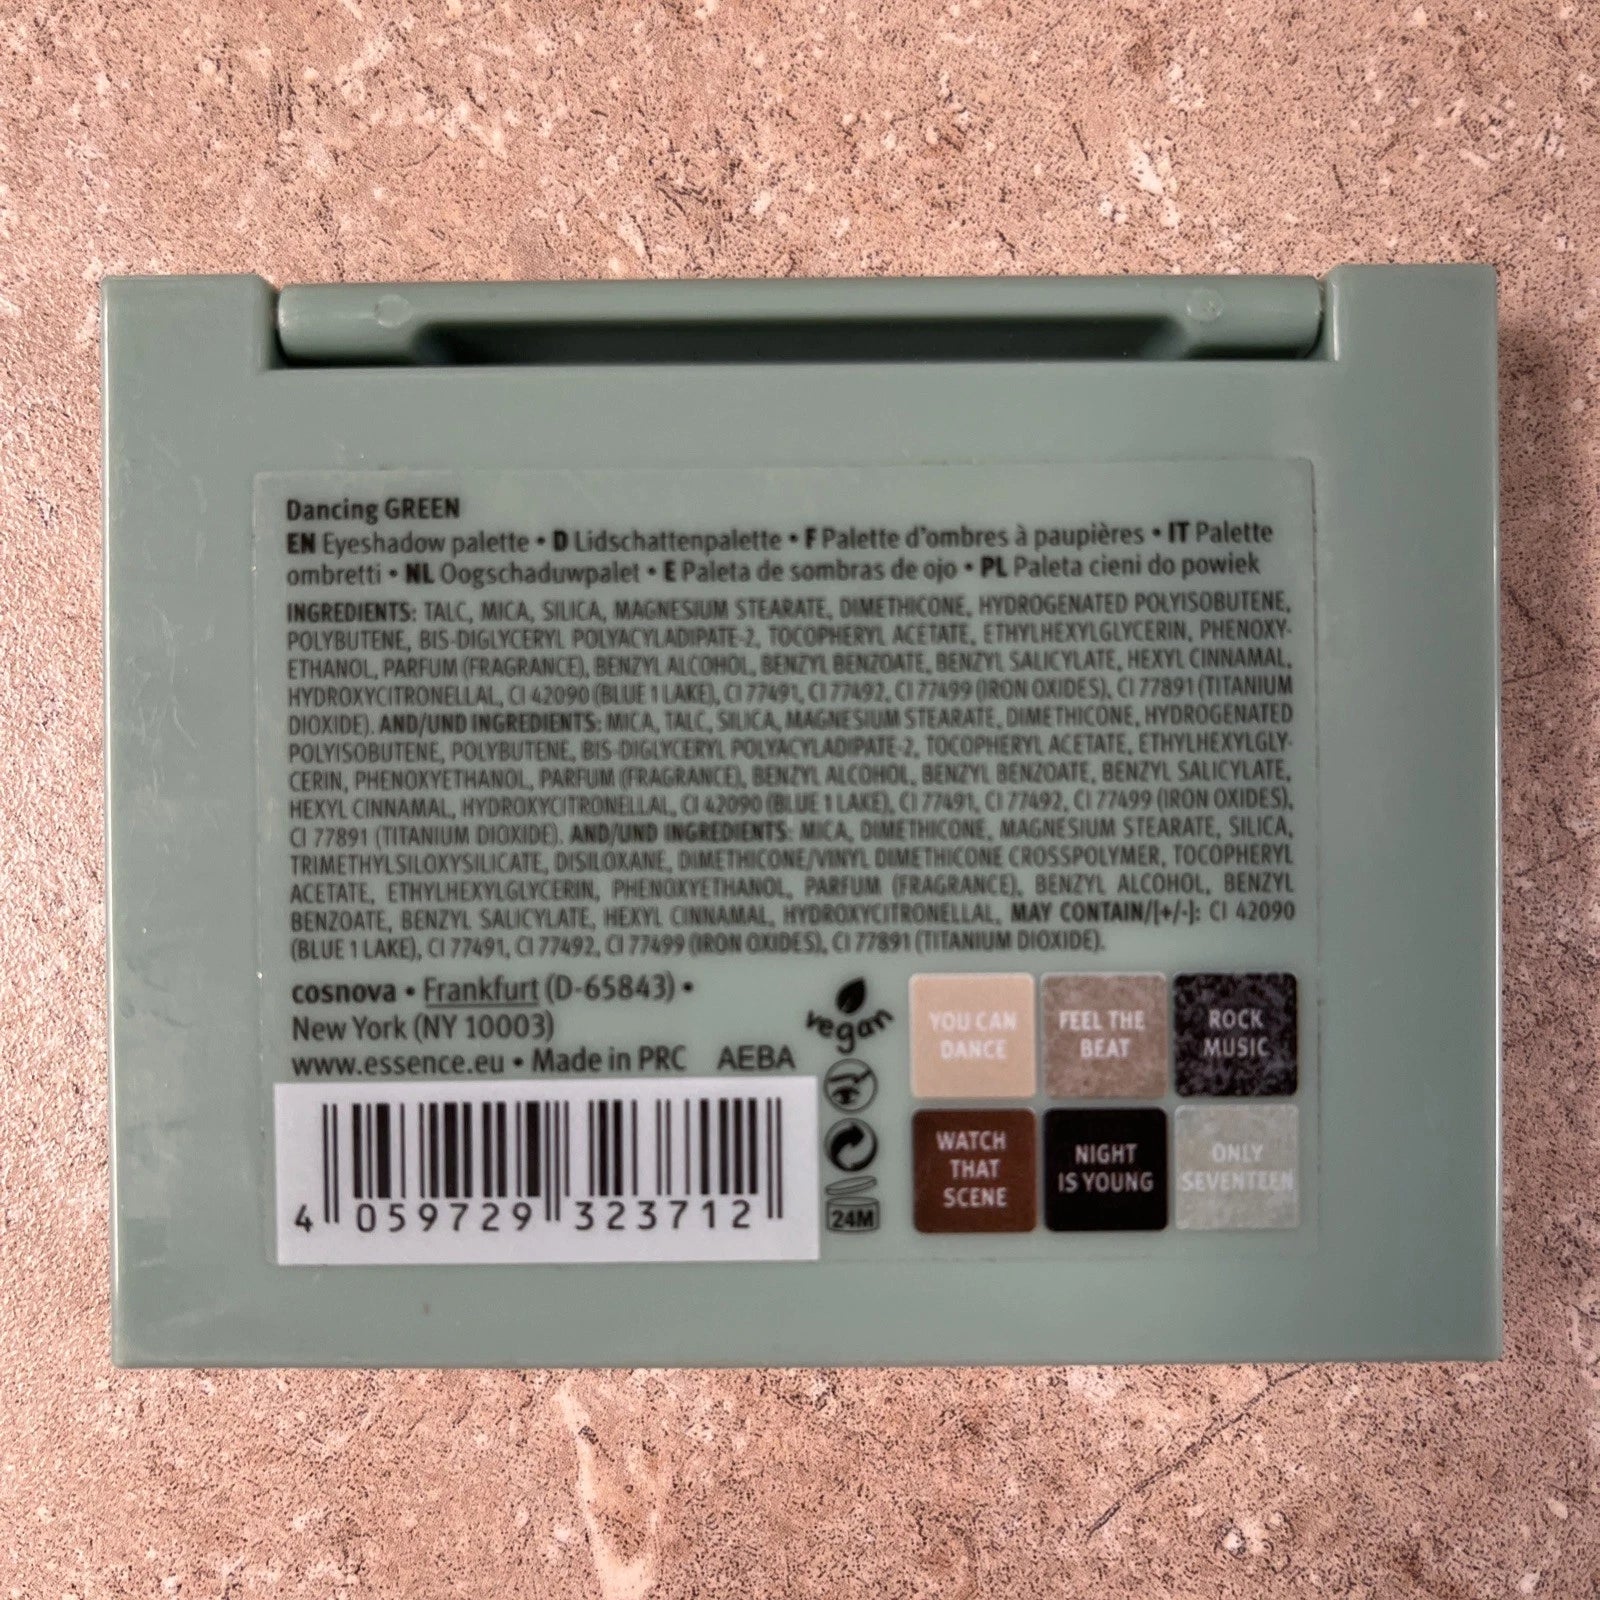 Dancing GREEN
EN Eyeshadow palette • D Lidschattenpalette • F Palette d'ombres à paupières • IT Palette
ombretti • NL Oogschaduwpalet • E Paleta de sombras de ojo • PL Paleta cieni do powiek
INGREDIENTS: TALC, MICA, SILICA, MAGNESIUM STEARATE, DIMETHICONE, HYDROGENATED POLYISOBUTENE,
POLYBUTENE, BIS-DIGLYCERYL POLYACYLADIPATE-2, TOCOPHERYL ACETATE, ETHYLHEXYLGLYCERIN, PHENOXY-
ETHANOL, PARFUM (FRAGRANCE), BENZYL ALCOHOL, BENZYL BENZOATE, BENZYL SALICYLATE, HEXYL CINNAMAL,
HYDROXYCITRONELLAL, CI 42090 (BLUE 1 LAKE), CI 77491, CI 77492, CI 77499 (IRON OXIDES), CI 77891 (TITANIUM
DIOXIDE). AND/UND INGREDIENTS: MICA, TALC, SILICA, MAGNESIUM STEARATE, DIMETHICONE, HYDROGENATED
POLYISOBUTENE, POLYBUTENE, BIS-DIGLYCERYL POLYACYLADIPATE-2, TOCOPHERYL ACETATE, ETHYLHEXYLGLY-
CERIN, PHENOXYETHANOL, PARFUM (FRAGRANCE), BENZYL ALCOHOL, BENZYL BENZOATE, BENZYL SALICYLATE,
HEXYL CINNAMAL, HYDROXYCITRONELLAL, CI 42090 (BLUE 1 LAKE), CI 77491, CI 77492, CI 77499 (IRON OXIDES),
CI 77891 (TITANIUM DIOXIDE). AND/UND INGREDIENTS: MICA, DIMETHICONE, MAGNESIUM STEARATE, SILICA,
TRIMETHYLSILOXYSILICATE, DISILOXANE, DIMETHICONE/VINYL DIMETHICONE CROSSPOLYMER, TOCOPHERYL
ACETATE, ETHYLHEXYLGLYCERIN, PHENOXYETHANOL, PARFUM (FRAGRANCE), BENZYL ALCOHOL, BENZYL
BENZOATE, BENZYL SALICYLATE, HEXYL CINNAMAL, HYDROXYCITRONELLAL, MAY CONTAIN/[+/-]: CI 42090
(BLUE 1 LAKE), CI 77491, CI 77492, CI 77499 (IRON OXIDES), CI 77891 (TITANIUM DIOXIDE).
cosnova • Frankfurt (D-65843) •
New York (NY 10003)
www.essence.eu • Made in PRC AEBA
4 059729 323712
vegan
24M
YOU CAN
DANCE
FEEL THE
BEAT
ROCK
MUSIC
WATCH
THAT
SCENE
NIGHT
IS YOUNG
ONLY
SEVENTEEN